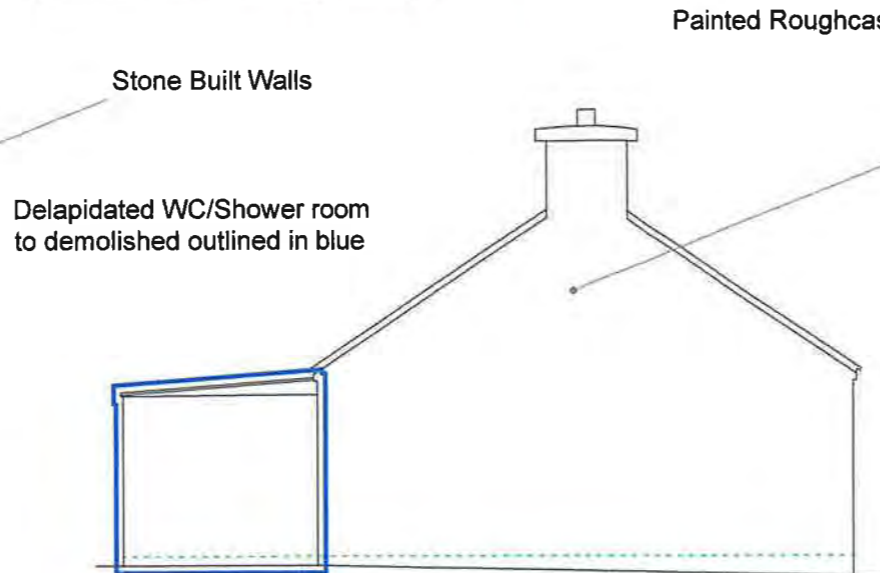 Painted Roughcas
Stone Built Walls
Delapidated WC/Shower room
to demolished outlined in blue